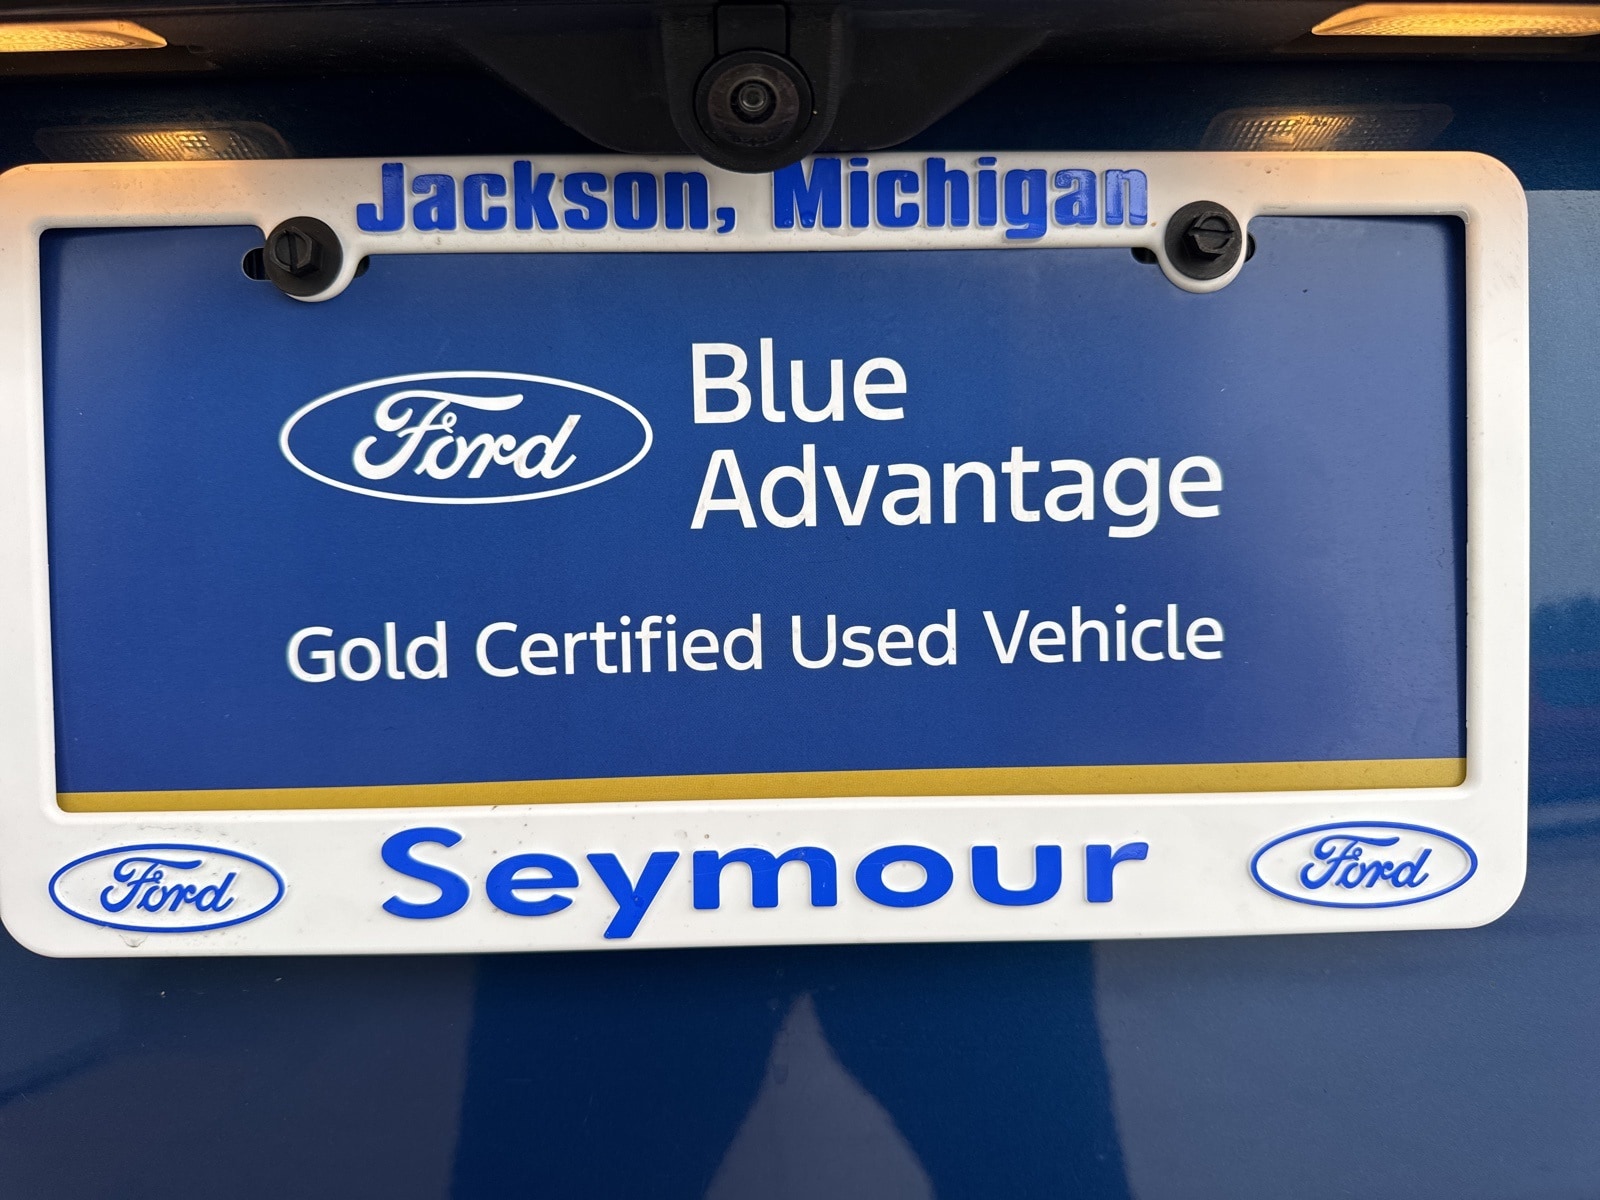 Jackson, Michigan
Ford
Blue
Advantage
Gold Certified Used Vehicle
Ford Seymour Ford